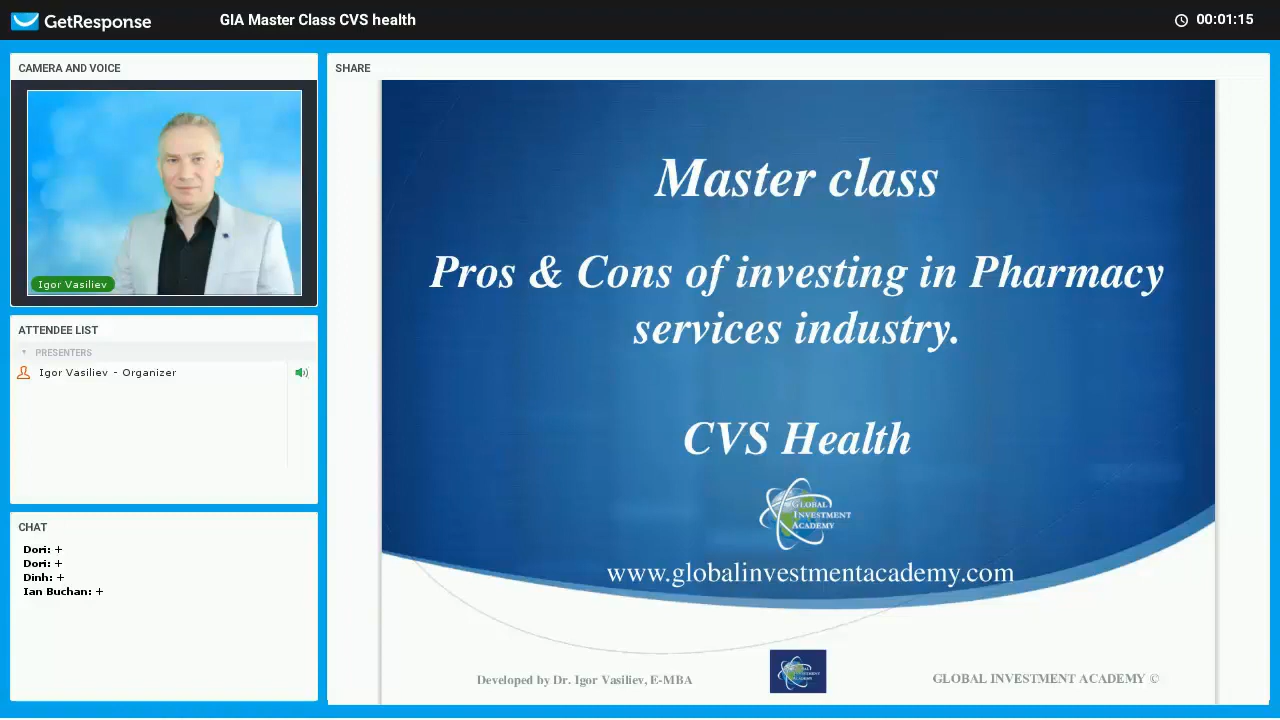 GetResponse
GIA Master Class CVS health
00:01:15
CAMERA AND VOICE
Igor Vasiliev
ATTENDEE LIST
PRESENTERS
Igor Vasiliev - Organizer
CHAT
Dori: +
Dori: +
Dinh: +
Ian Buchan: +
SHARE
Master class
Pros & Cons of investing in Pharmacy
services industry.
CVS Health
GLOBAL
INVESTMENT
ACADEMY
www.globalinvestmentacademy.com
Developed by Dr. Igor Vasiliev, E-MBA
GLOBAL INVESTMENT ACADEMY ©